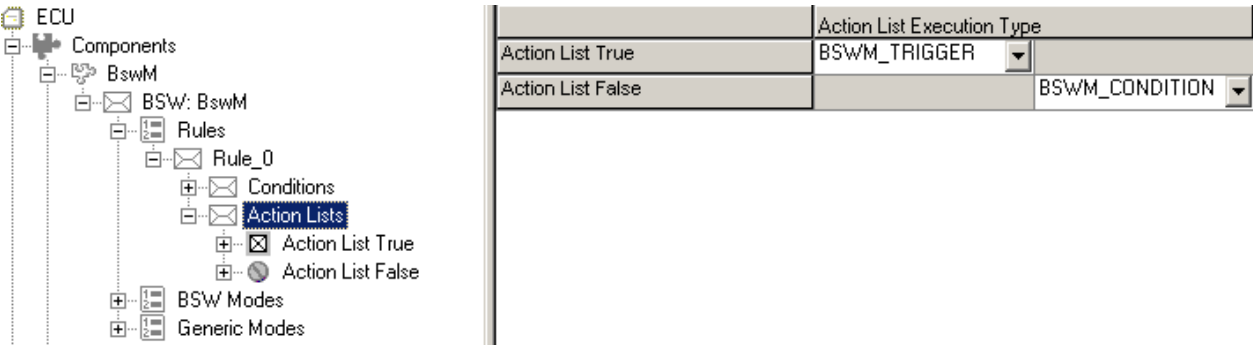 ECU
Components
BswM
BSW: BswM
Rules
Rule_0
Conditions
Action Lists
Action List True
Action List False
BSW Modes
Generic Modes
Action List Execution Type
Action List True BSWM_TRIGGER
Action List False BSWM_CONDITION